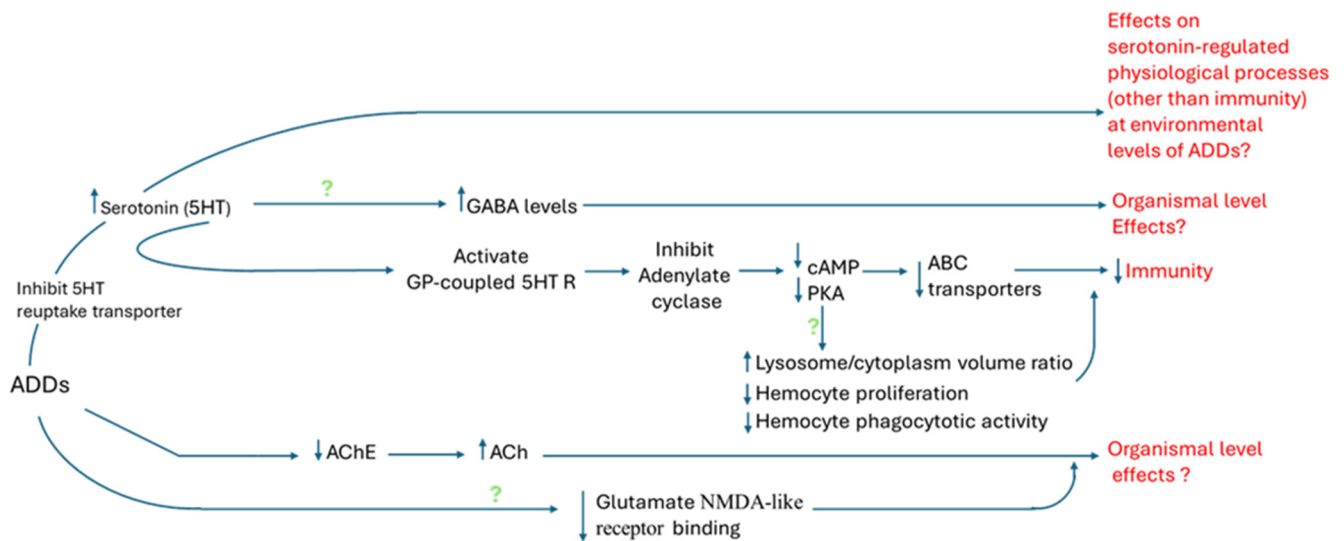 Effects on
serotonin-regulated
physiological processes
(other than immunity)
at environmental
levels of ADDs?
Serotonin (5HT)
?
GABA levels
Organismal level
Effects?
Inhibit 5HT
reuptake transporter
Activate
GP-coupled 5HT R
Inhibit
Adenylate
cyclase
cAMP
PKA
ABC
transporters
Immunity
?
Lysosome/cytoplasm volume ratio
Hemocyte proliferation
Hemocyte phagocytotic activity
ADDs
AChE
ACh
Organismal level
effects ?
?
Glutamate NMDA-like
receptor binding